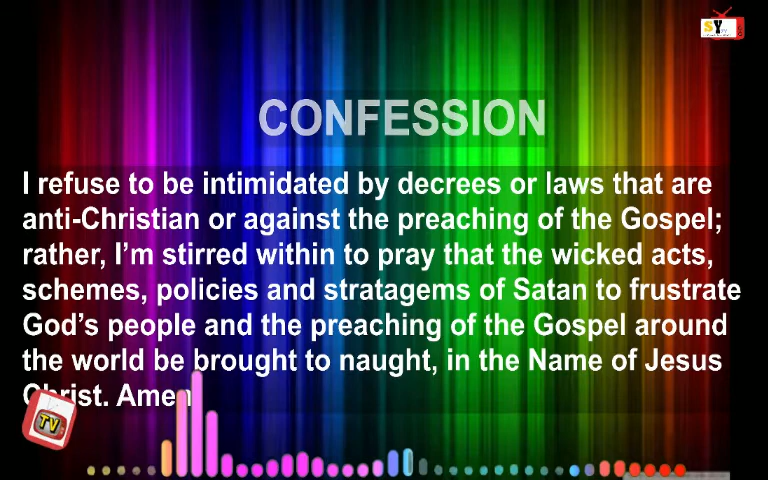 SY
CONFESSION
I refuse to be intimidated by decrees or laws that are
anti-Christian or against the preaching of the Gospel;
rather, I'm stirred within to pray that the wicked acts,
schemes, policies and stratagems of Satan to frustrate
God's people and the preaching of the Gospel around
the world be brought to naught, in the Name of Jesus
Christ. Amen
TV